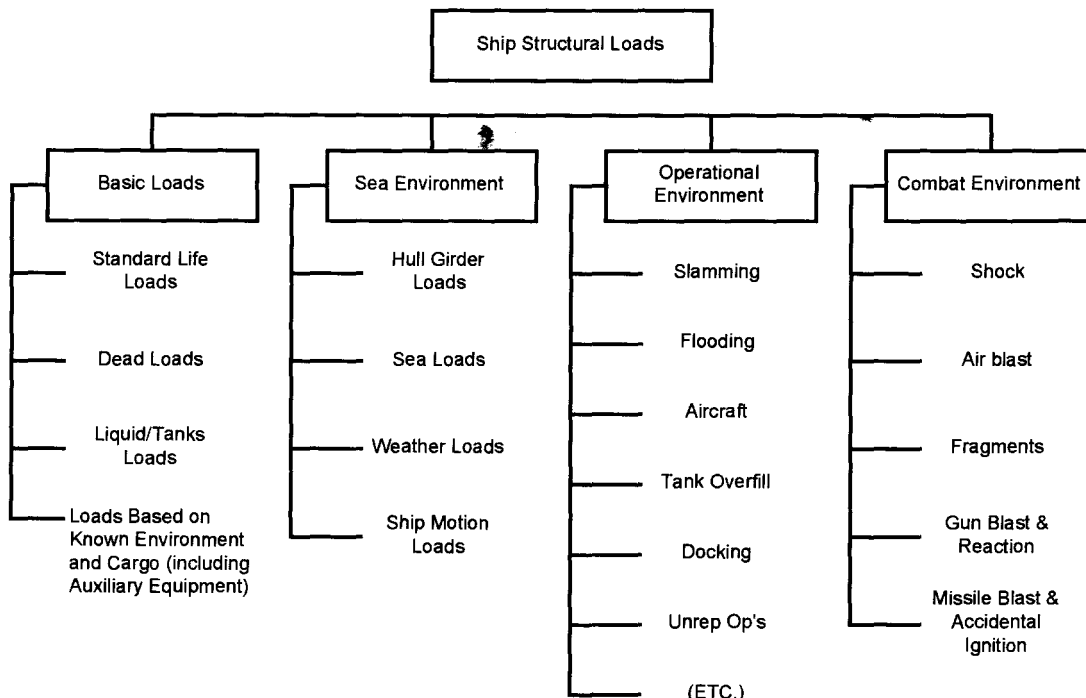 Ship Structural Loads
Basic Loads
Standard Life
Loads
Dead Loads
Liquid/Tanks
Loads
Loads Based on
Known Environment
and Cargo (including
Auxiliary Equipment)
Sea Environment
Hull Girder
Loads
Sea Loads
Weather Loads
Ship Motion
Loads
Operational
Environment
Slamming
Flooding
Aircraft
Tank Overfill
Docking
Unrep Op's
(ETC.)
Combat Environment
Shock
Air blast
Fragments
Gun Blast &
Reaction
Missile Blast &
Accidental
Ignition